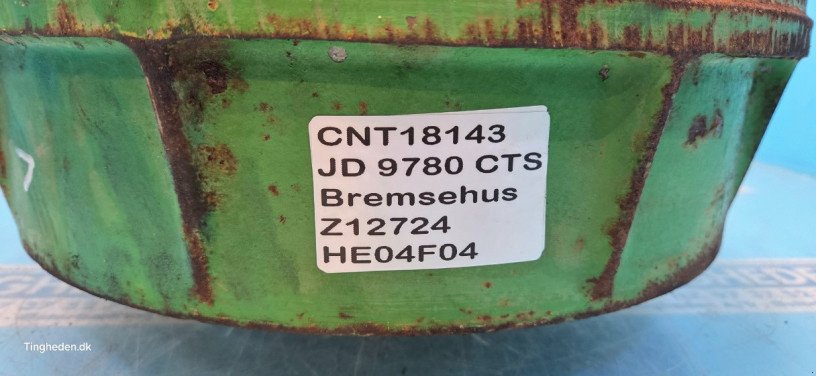 CNT18143
JD 9780 CTS
Bremsehus
Z12724
HE04F04
Tingheden.dk